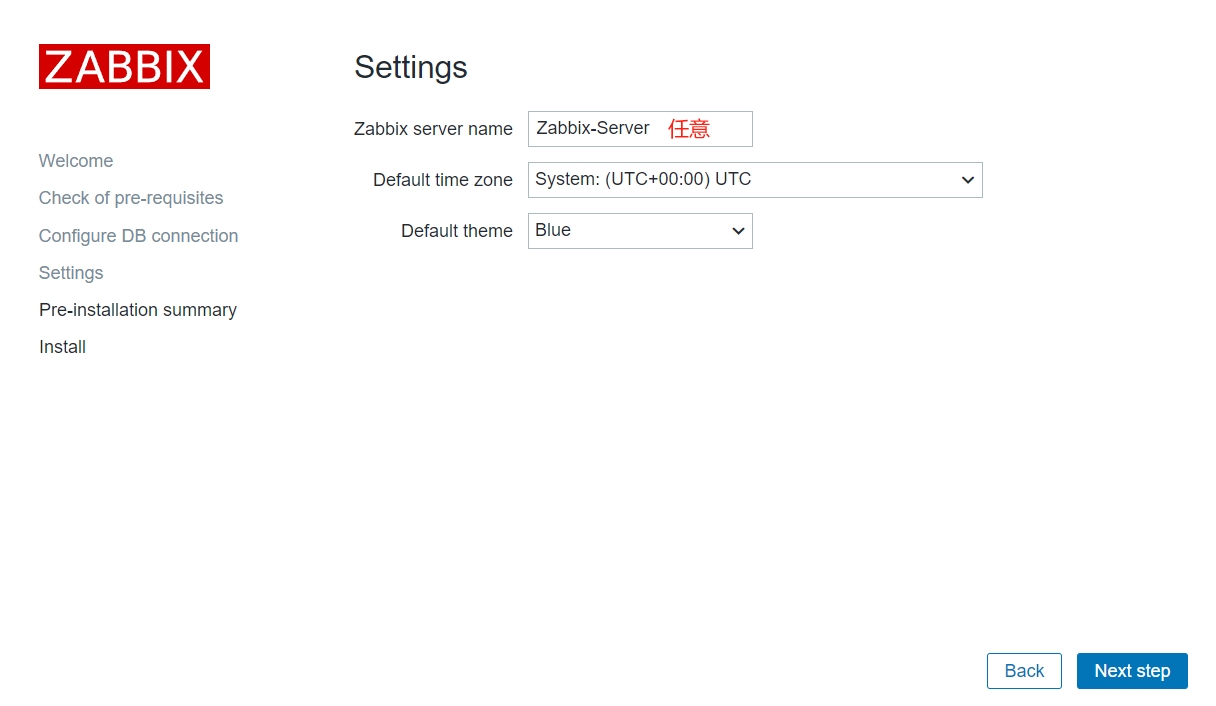 ZABBIX
Welcome
Check of pre-requisites
Configure DB connection
Settings
Pre-installation summary
Install
Settings
Zabbix server name Zabbix-Server 任意
Default time zone System: (UTC+00:00) UTC
Default theme Blue
Back Next step